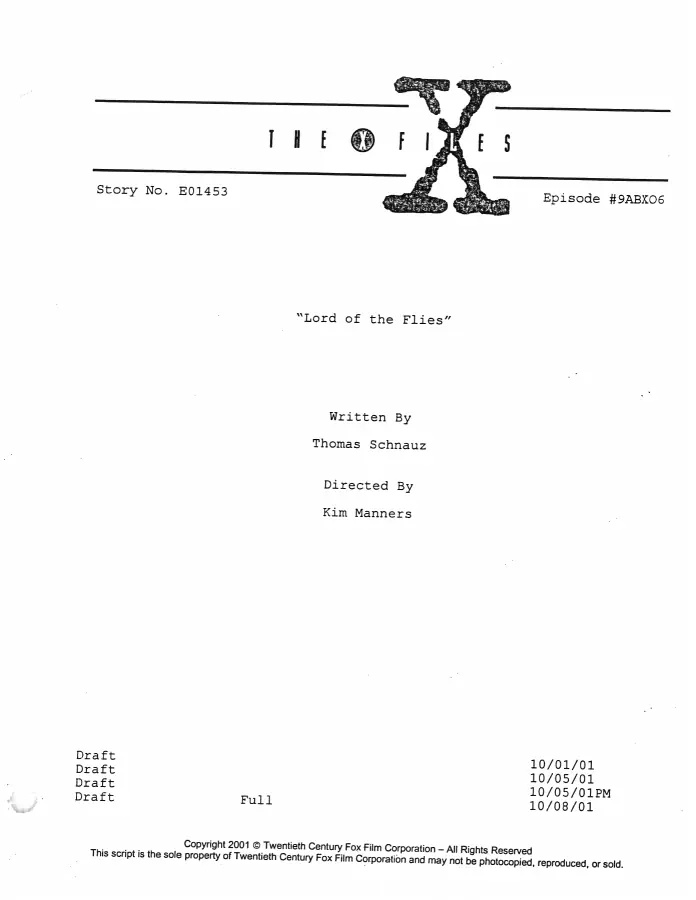 THE X FILES
Story No. E01453
Episode #9ABX06
"Lord of the Flies"
Written By
Thomas Schnauz
Directed By
Kim Manners
Draft 10/01/01
Draft 10/05/01
Draft 10/05/01PM
Draft Full 10/08/01
Copyright 2001 © Twentieth Century Fox Film Corporation – All Rights Reserved
This script is the sole property of Twentieth Century Fox Film Corporation and may not be photocopied, reproduced, or sold.